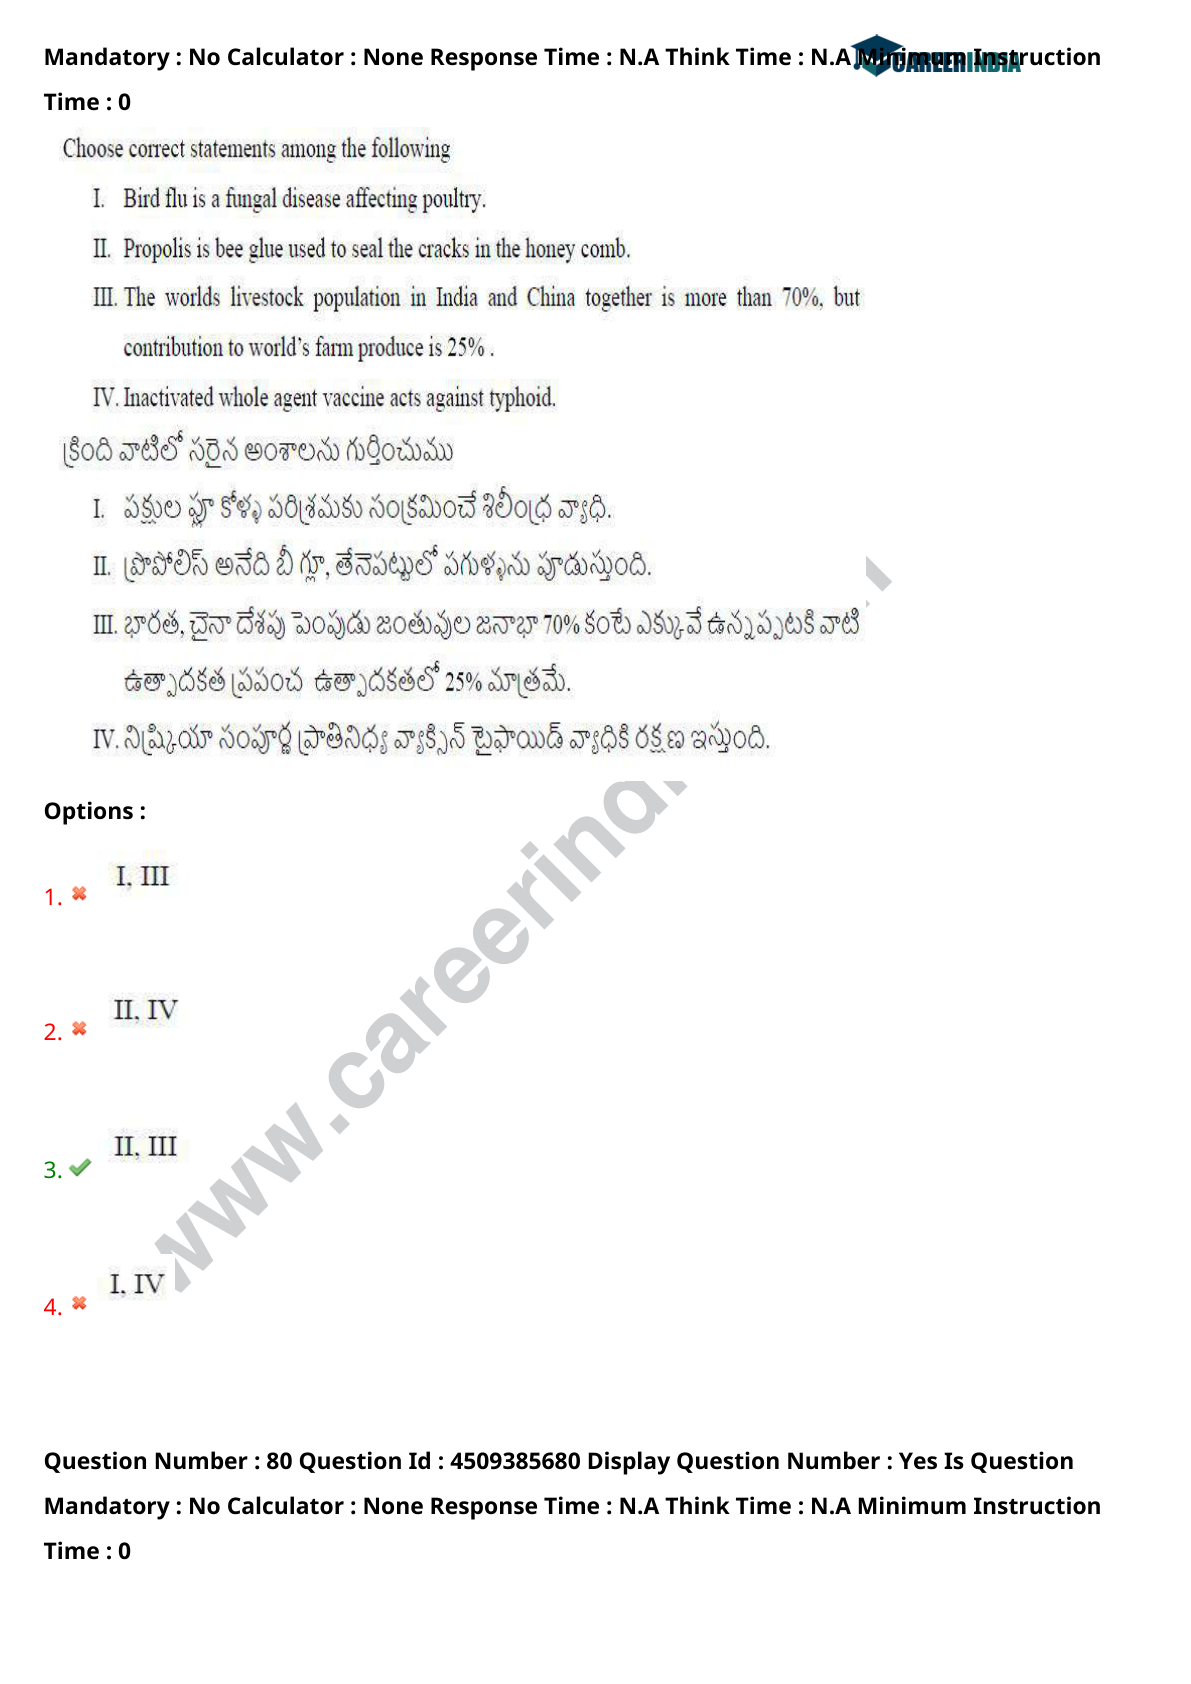 Mandatory : No Calculator : None Response Time : N.A Think Time : N.A Minimum Instruction
CAREERINDIA
Time : 0
Choose correct statements among the following
I. Bird flu is a fungal disease affecting poultry.
II. Propolis is bee glue used to seal the cracks in the honey comb.
III. The worlds livestock population in India and China together is more than 70%, but
contribution to world's farm produce is 25% .
IV. Inactivated whole agent vaccine acts against typhoid.
క్రింది వాటిలో సరైన అంశాలను గుర్తించుము
I. పక్షుల ఫ్లూ కోళ్ళ పరిశ్రమకు సంక్రమించే శిలీంధ్ర వ్యాధి.
II. ప్రొపోలిస్ అనేది బీ గ్లూ, తేనెపట్టులో పగుళ్ళను పూడుస్తుంది.
III. భారత, చైనా దేశపు పెంపుడు జంతువుల జనాభా 70% కంటే ఎక్కువే ఉన్నప్పటికి వాటి
ఉత్పాదకత ప్రపంచ ఉత్పాదకతలో 25% మాత్రమే.
IV. నిష్క్రియా సంపూర్ణ ప్రాతినిధ్య వ్యాక్సిన్ టైఫాయిడ్ వ్యాధికి రక్షణ ఇస్తుంది.
Options :
1. I, III
2. II, IV
3. II, III
4. I, IV
www.careerindi
Question Number : 80 Question Id : 4509385680 Display Question Number : Yes Is Question
Mandatory : No Calculator : None Response Time : N.A Think Time : N.A Minimum Instruction
Time : 0